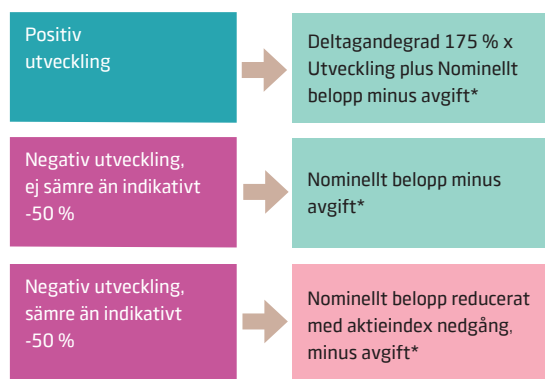 Positiv
utveckling
Deltagandegrad 175 % x
Utveckling plus Nominellt
belopp minus avgift*
Negativ utveckling,
ej sämre än indikativt
-50 %
Nominellt belopp minus
avgift*
Negativ utveckling,
sämre än indikativt
-50 %
Nominellt belopp reducerat
med aktieindex nedgång,
minus avgift*